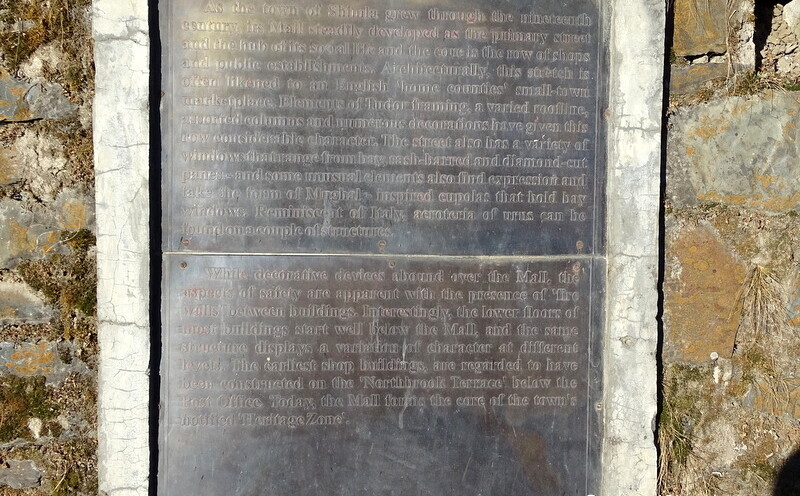 As the town of Shimla grew through the nineteenth
century, its Mall steadily developed as the primary street
and the hub of its social life and the core is the row of shops
and public establishments. Architecturally, this stretch is
often likened to an English 'home counties' small-town
marketplace. Elements of Tudor framing, a varied roofline,
columns and numerous decorations have given this
row considerable character. The street also has a variety of
windows that range from bay, sash-barred and diamond-cut
panes - and some unusual elements also find expression and
take the form of Mughal - inspired cupolas that hold bay
windows. Reminiscent of Italy, acroteria of urns can be
found on a couple of structures.
While decorative devices abound over the Mall, the
aspects of safety are apparent with the presence of 'fire
walls' between buildings. Interestingly, the lower floors of
most buildings start well below the Mall, and the same
structure displays a variation of character at different
levels. The earliest shop buildings, are regarded to have
been constructed on the 'Northbrook Terrace' below the
Post Office. Today, the Mall forms the core of the town's
notified 'Heritage Zone'.